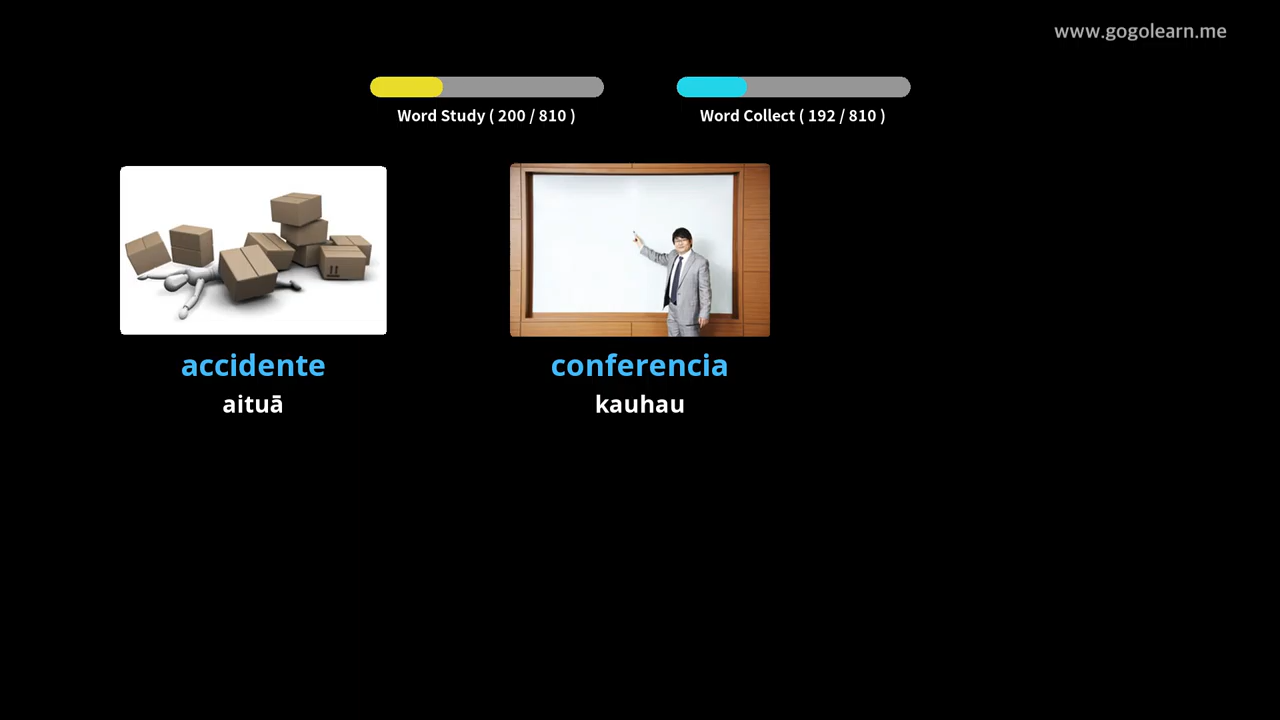 www.gogolearn.me
Word Study ( 200 / 810 )
Word Collect ( 192 / 810 )
accidente
aituā
conferencia
kauhau